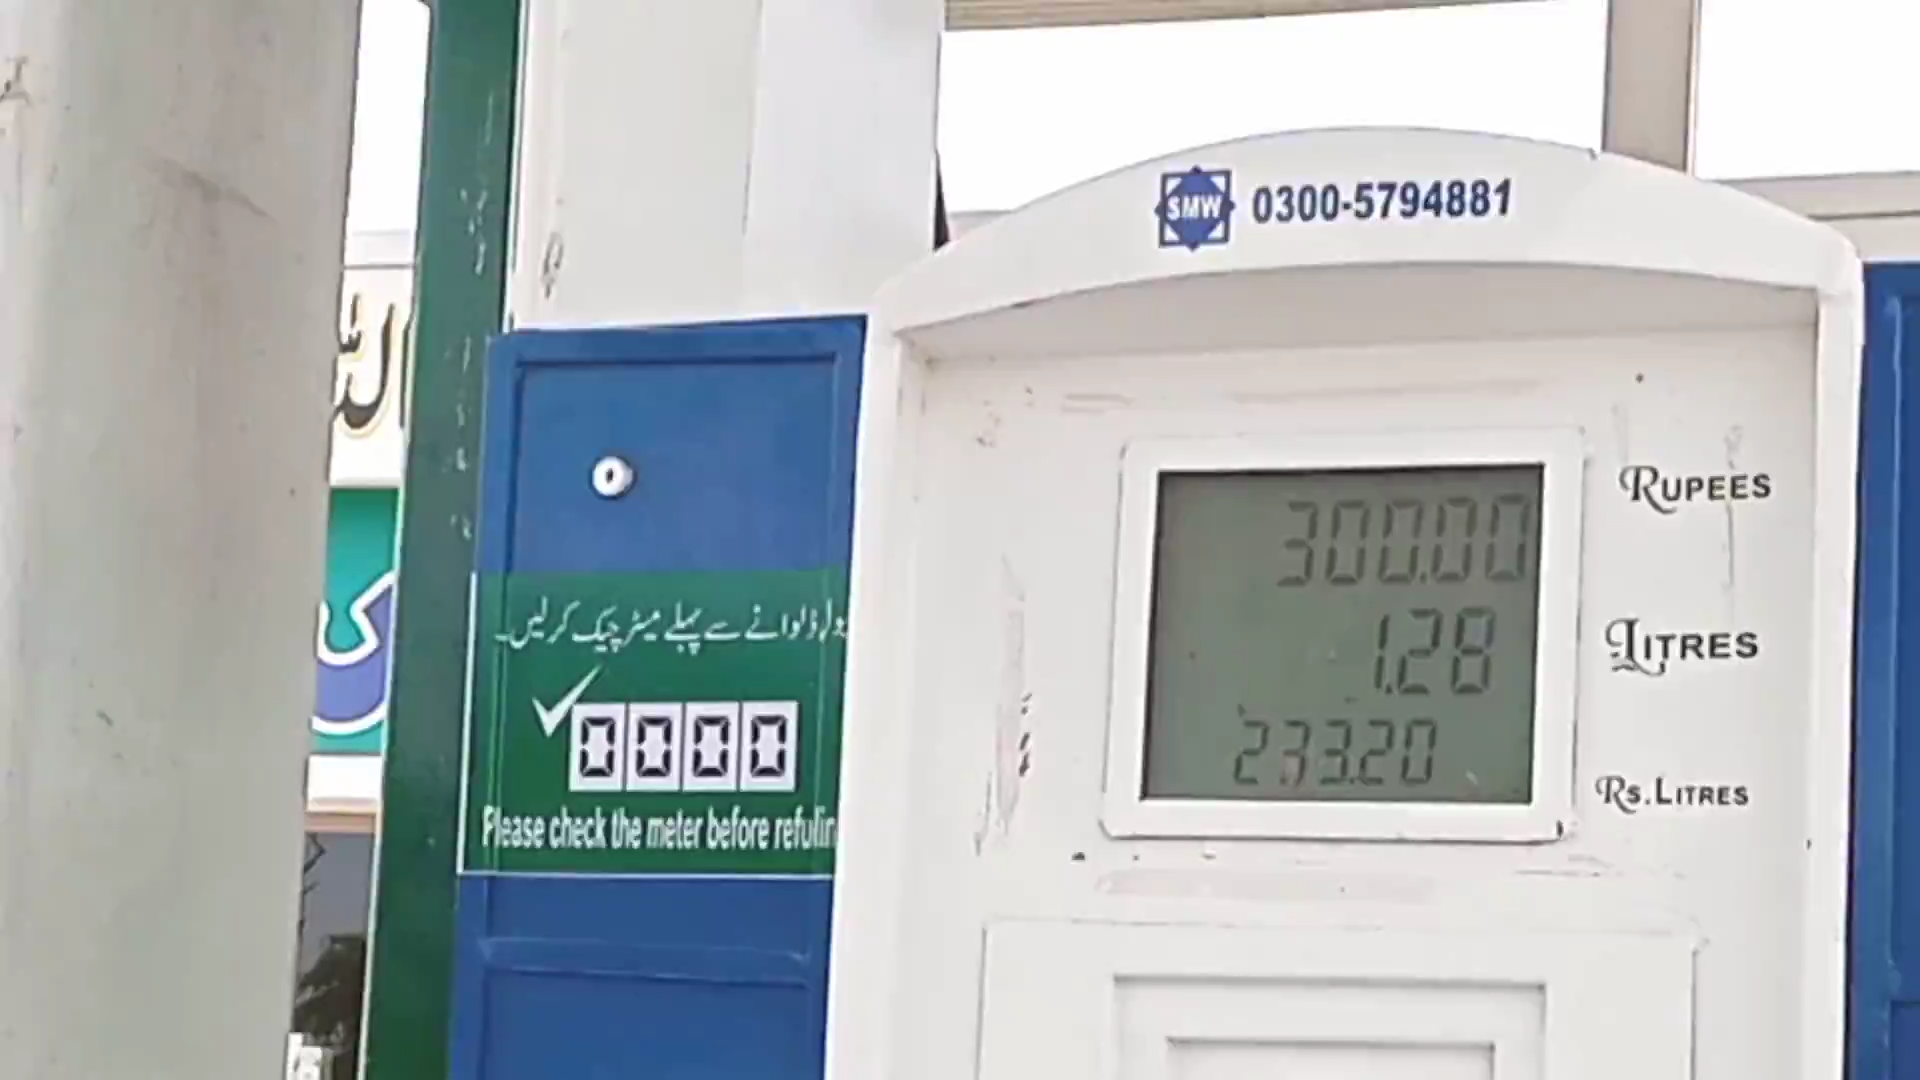 SMW 0300-5794881
RUPEES
300.00
LITRES
1.28
RS.LITRES
233.20
ڈلوانے سے پہلے میٹر چیک کر لیں۔
0000
Please check the meter before refulin